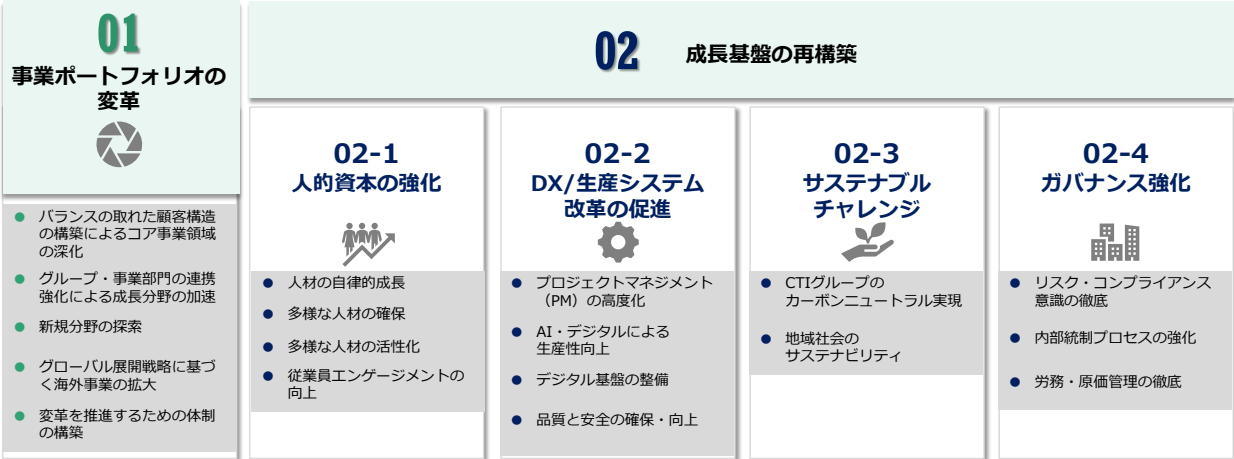 01
事業ポートフォリオの
変革
● バランスの取れた顧客構造
の構築によるコア事業領域
の深化
● グループ・事業部門の連携
強化による成長分野の加速
● 新規分野の探索
● グローバル展開戦略に基づ
く海外事業の拡大
● 変革を推進するための体制
の構築
02 成長基盤の再構築
02-1
人的資本の強化
● 人材の自律的成長
● 多様な人材の確保
● 多様な人材の活性化
● 従業員エンゲージメントの
向上
02-2
DX/生産システム
改革の促進
● プロジェクトマネジメント
（PM）の高度化
● AI・デジタルによる
生産性向上
● デジタル基盤の整備
● 品質と安全の確保・向上
02-3
サステナブル
チャレンジ
● CTIグループの
カーボンニュートラル実現
● 地域社会の
サステナビリティ
02-4
ガバナンス強化
● リスク・コンプライアンス
意識の徹底
● 内部統制プロセスの強化
● 労務・原価管理の徹底